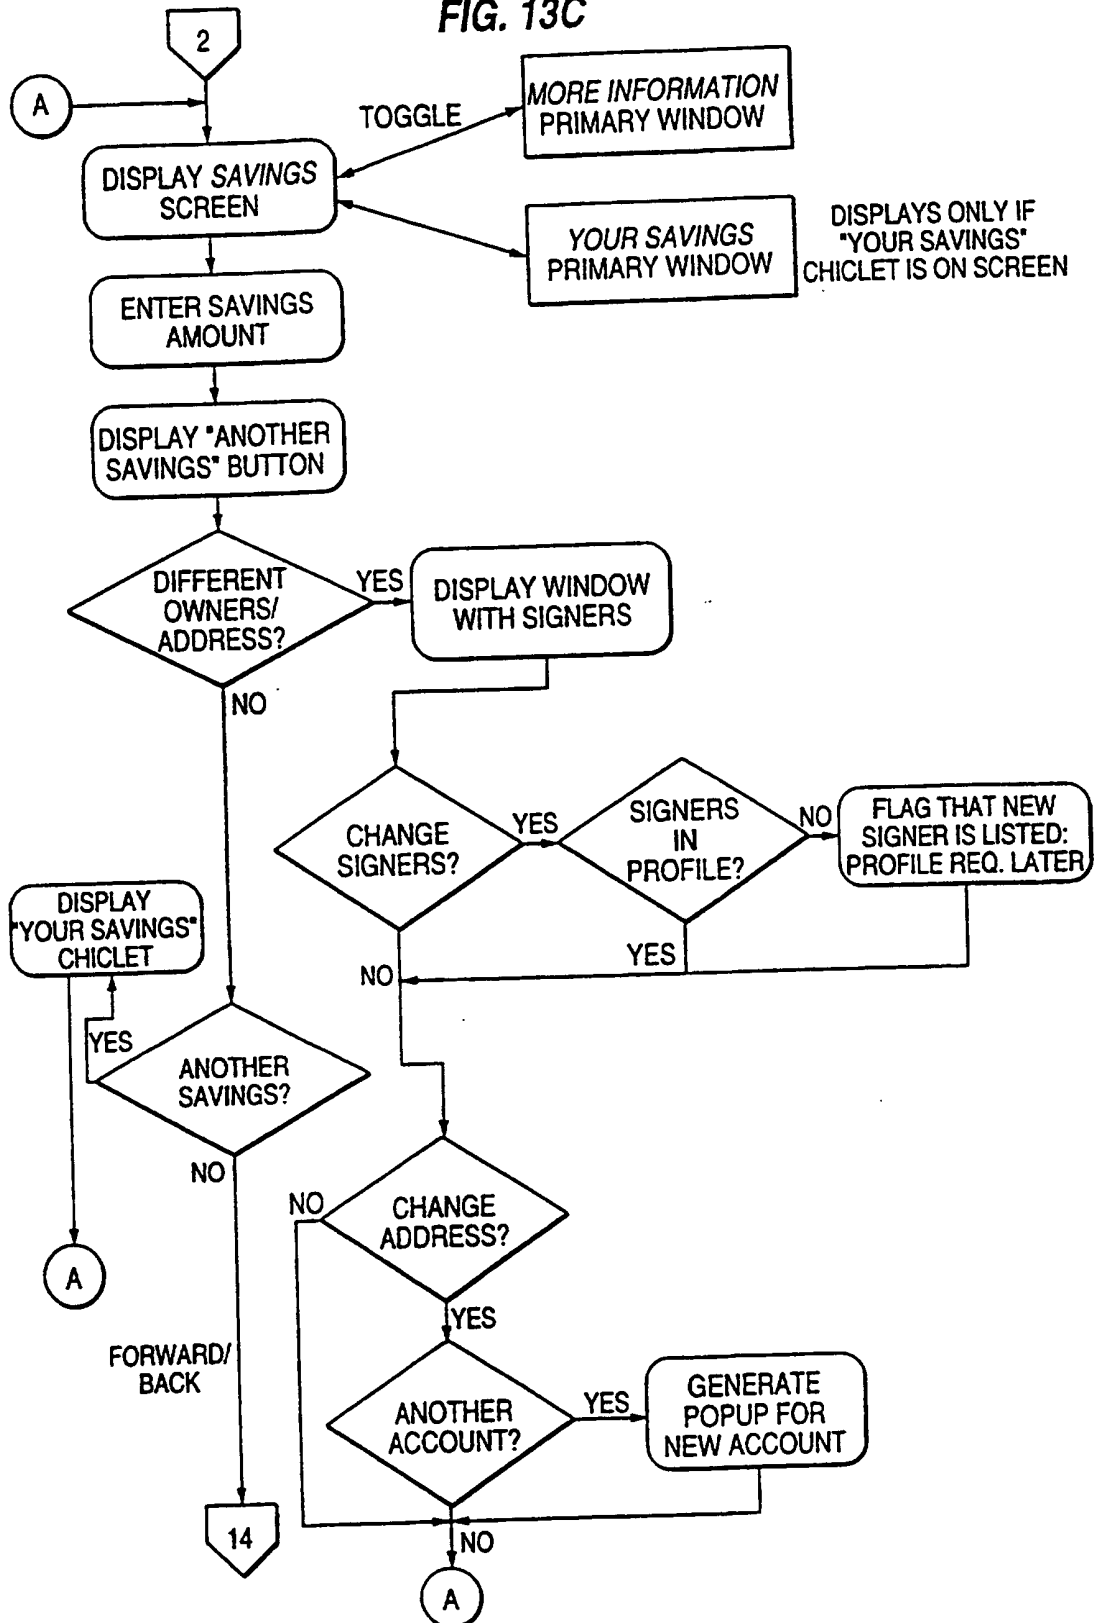 FIG. 13C
2
A
TOGGLE
MORE INFORMATION
PRIMARY WINDOW
DISPLAY SAVINGS
SCREEN
YOUR SAVINGS
PRIMARY WINDOW
DISPLAYS ONLY IF
"YOUR SAVINGS"
CHICLET IS ON SCREEN
ENTER SAVINGS
AMOUNT
DISPLAY "ANOTHER
SAVINGS" BUTTON
DIFFERENT
OWNERS/
ADDRESS?
YES
DISPLAY WINDOW
WITH SIGNERS
NO
CHANGE
SIGNERS?
YES
SIGNERS
IN
PROFILE?
NO
FLAG THAT NEW
SIGNER IS LISTED:
PROFILE REQ. LATER
YES
NO
DISPLAY
"YOUR SAVINGS"
CHICLET
YES
ANOTHER
SAVINGS?
NO
A
NO
CHANGE
ADDRESS?
YES
FORWARD/
BACK
ANOTHER
ACCOUNT?
YES
GENERATE
POPUP FOR
NEW ACCOUNT
14
NO
A